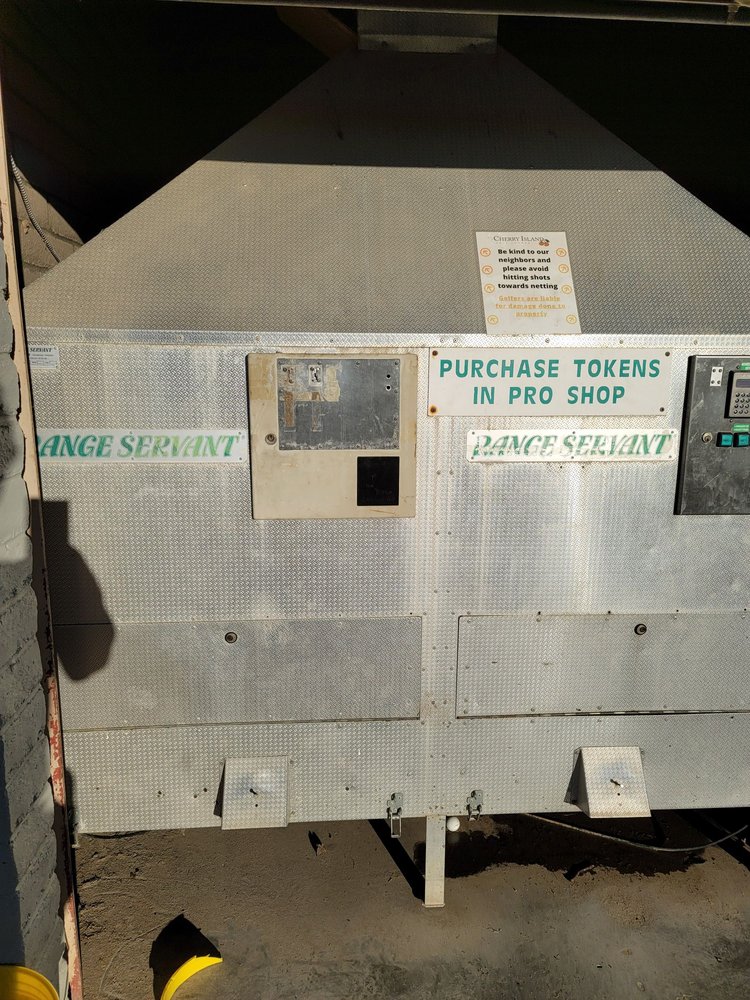 CHERRY ISLAND
Be kind to our
neighbors and
please avoid
hitting shots
towards netting
Golfers are liable
for damage done to
property
SERVANT
PURCHASE TOKENS
IN PRO SHOP
RANGE SERVANT
RANGE SERVANT